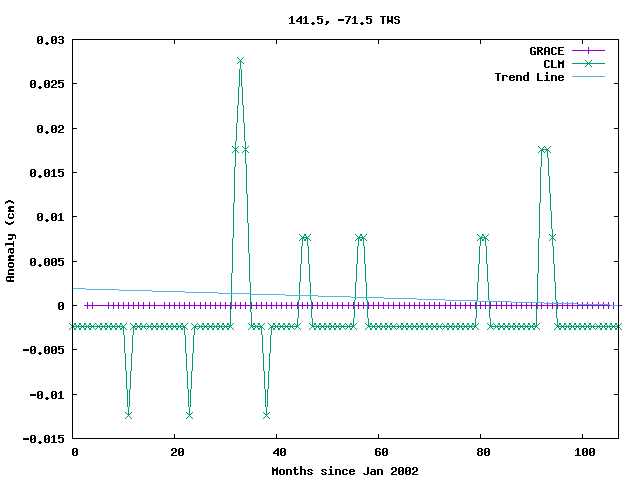 141.5, -71.5 TWS
GRACE
CLM
Trend Line
0.03
0.025
0.02
0.015
0.01
0.005
0
-0.005
-0.01
-0.015
Anomaly (cm)
0 20 40 60 80 100
Months since Jan 2002